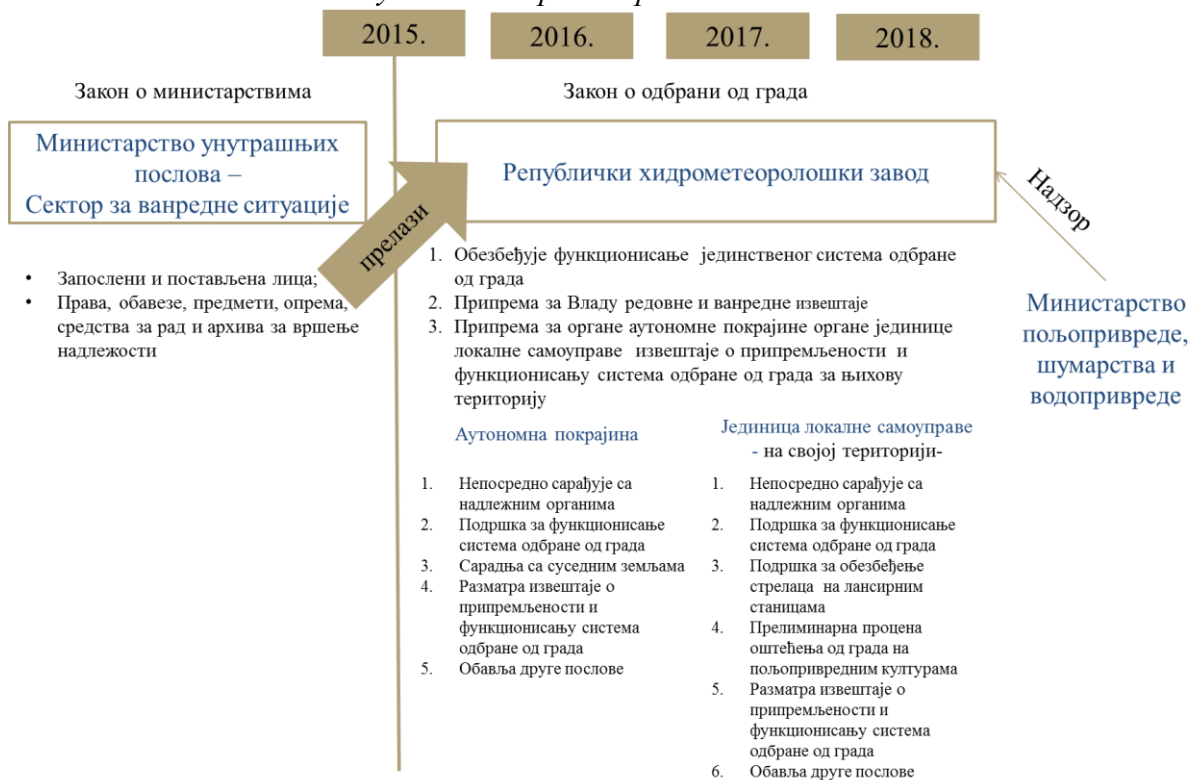 2015.
2016.
2017.
2018.
Закон о министарствима
Министарство унутрашњих
послова –
Сектор за ванредне ситуације
• Запослени и постављена лица;
• Права, обавезе, предмети, опрема,
средства за рад и архива за вршење
надлежости
прелази
Закон о одбрани од града
Републички хидрометеоролошки завод
1. Обезбеђује функционисање јединственог система одбране
од града
2. Припрема за Владу редовне и ванредне извештаје
3. Припрема за органе аутономне покрајине органе јединице
локалне самоуправе извештаје о припремљености и
функционисању система одбране од града за њихову
територију
Надзор
Министарство
пољопривреде,
шумарства и
водопривреде
Аутономна покрајина
1. Непосредно сарађује са
надлежним органима
2. Подршка за функционисање
система одбране од града
3. Сарадња са суседним земљама
4. Разматра извештаје о
припремљености и
функционисању система
одбране од града
5. Обавља друге послове
Јединица локалне самоуправе
- на својој територији-
1. Непосредно сарађује са
надлежним органима
2. Подршка за функционисање
система одбране од града
3. Подршка за обезбеђење
стрелаца на лансирним
станицама
4. Прелиминарна процена
оштећења од града на
пољопривредним културама
5. Разматра извештаје о
припремљености и
функционисању система
одбране од града
6. Обавља друге послове